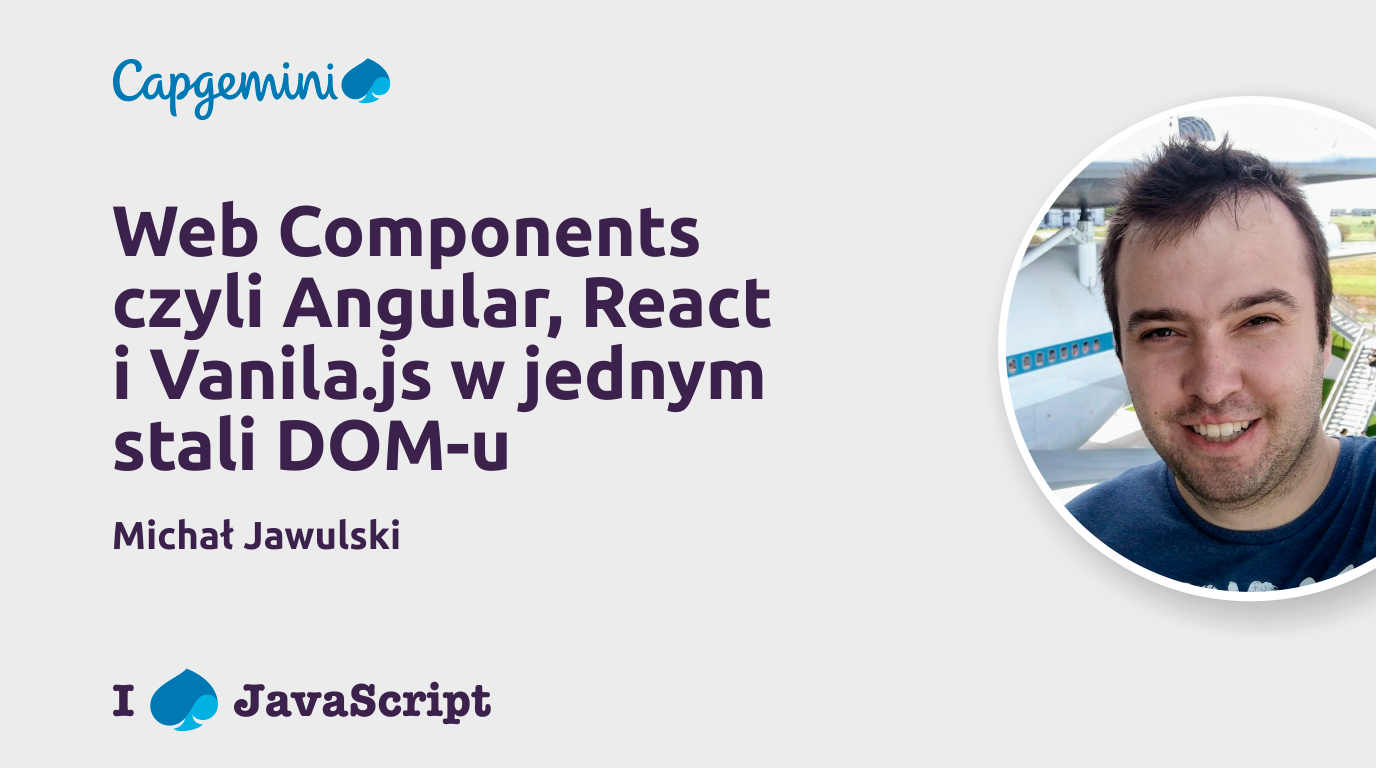 Capgemini
Web Components
czyli Angular, React
i Vanila.js w jednym
stali DOM-u
Michał Jawulski
I JavaScript